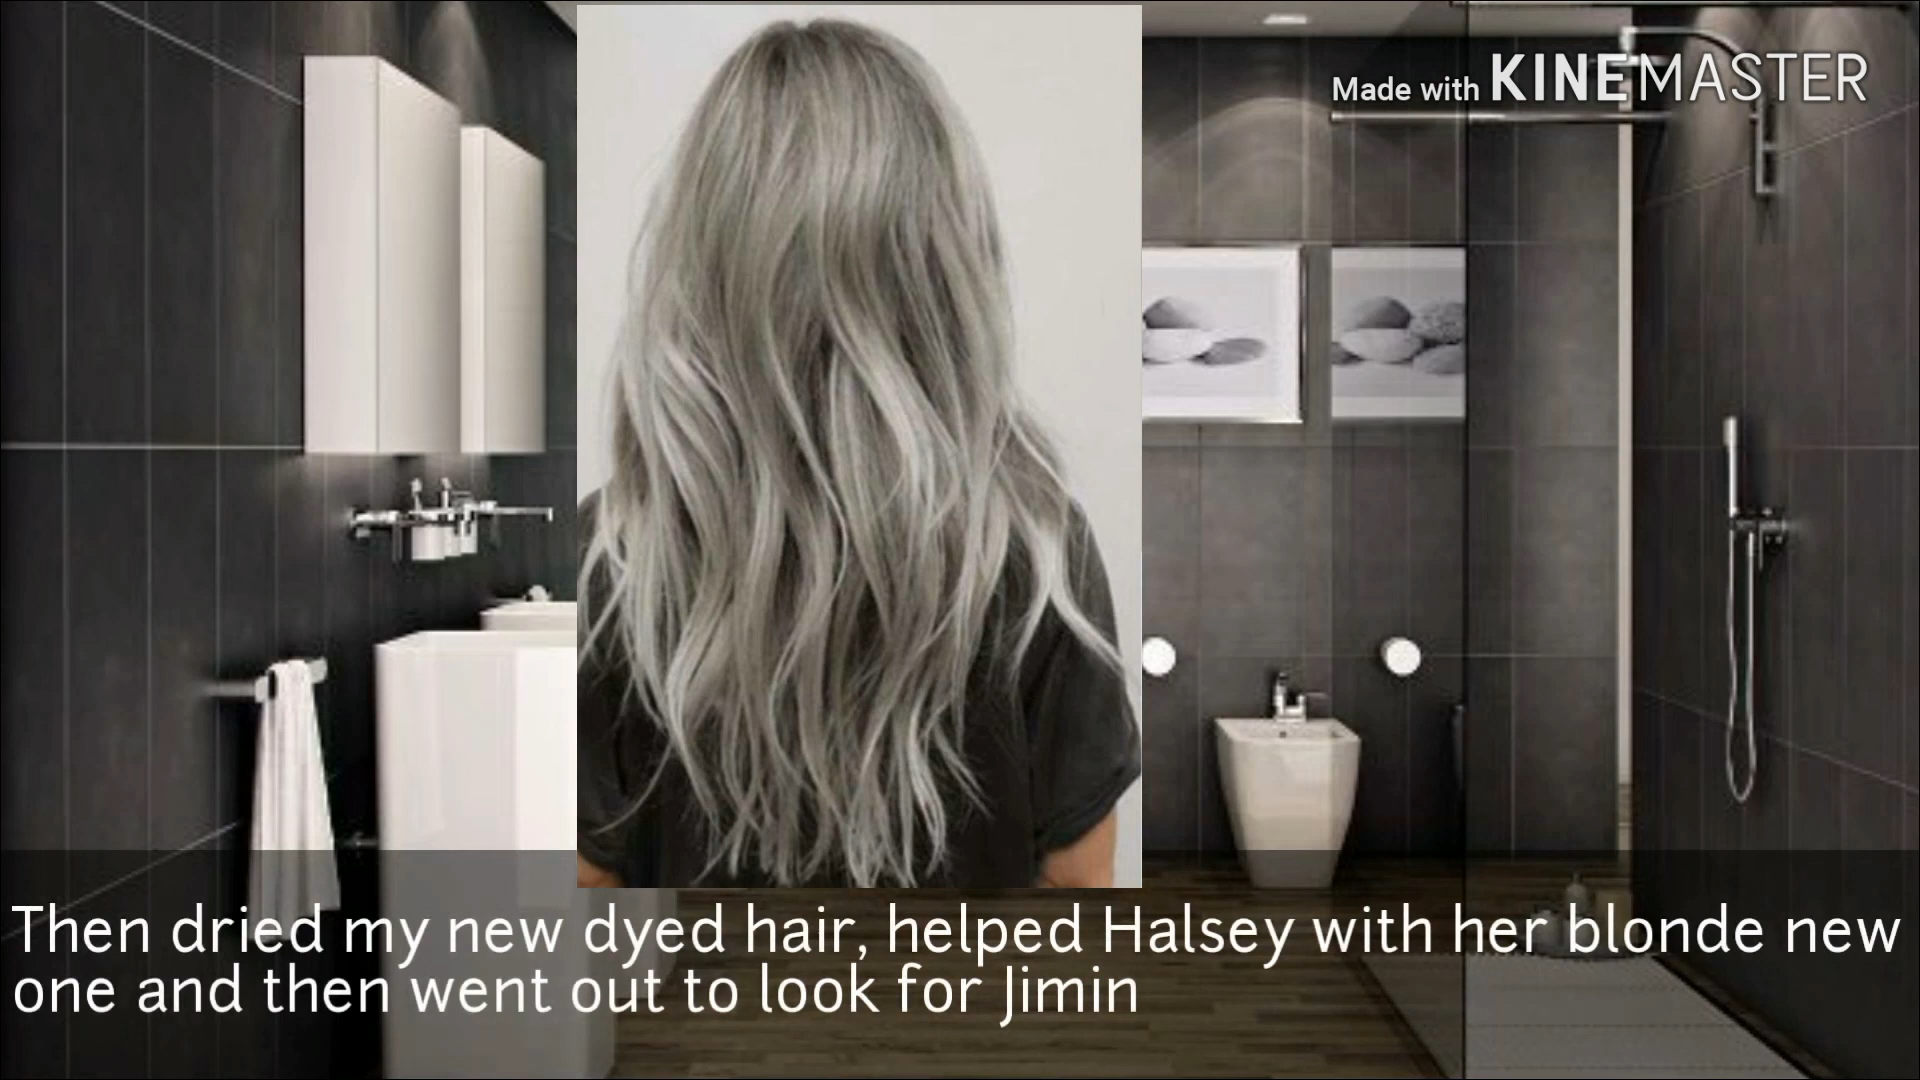 Made with KINEMASTER
Then dried my new dyed hair, helped Halsey with her blonde new
one and then went out to look for Jimin